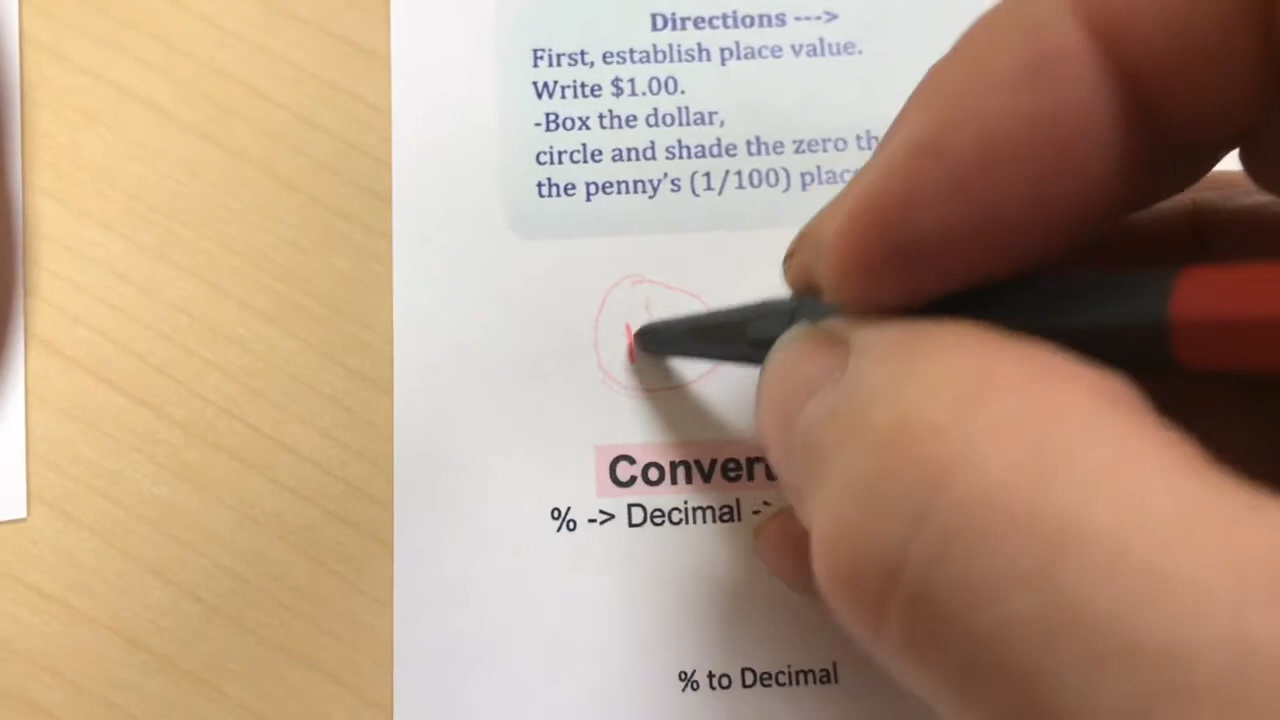 Directions --->
First, establish place value.
Write $1.00.
-Box the dollar,
circle and shade the zero
the penny's (1/100)
% -> Decimal
% to Decimal